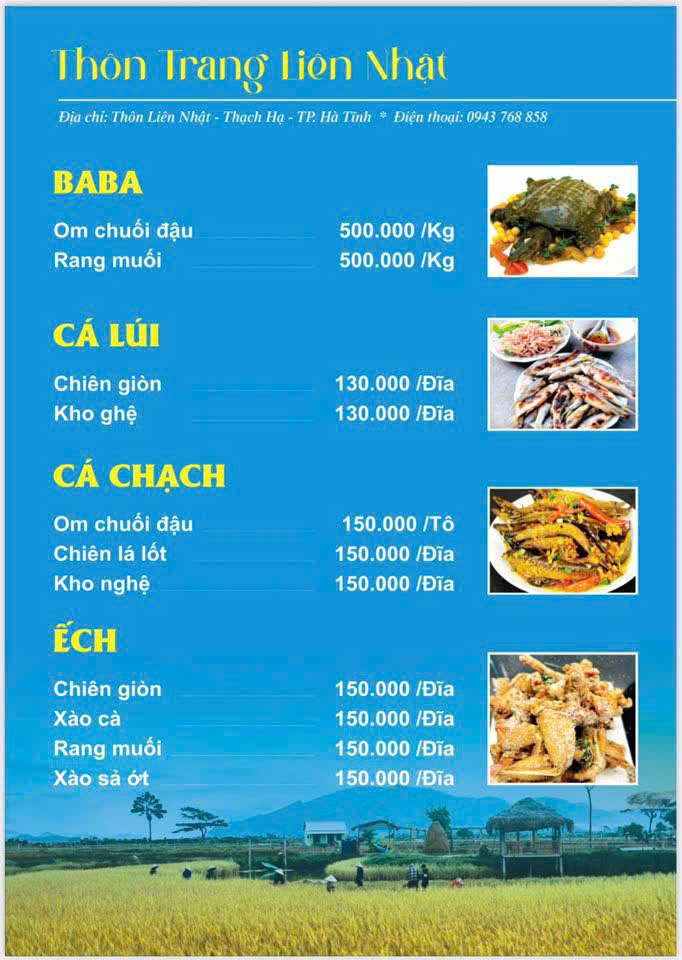 Thôn Trang Liên Nhật
Địa chỉ: Thôn Liên Nhật - Thạch Hạ - TP. Hà Tĩnh * Điện thoại: 0943 768 858
BABA
Om chuối đậu 500.000 /Kg
Rang muối 500.000 /Kg
CÁ LÚI
Chiên giòn 130.000 /Đĩa
Kho ghệ 130.000 /Đĩa
CÁ CHẠCH
Om chuối đậu 150.000 /Tô
Chiên lá lốt 150.000 /Đĩa
Kho nghệ 150.000 /Đĩa
ẾCH
Chiên giòn 150.000 /Đĩa
Xào cà 150.000 /Đĩa
Rang muối 150.000 /Đĩa
Xào sả ớt 150.000 /Đĩa